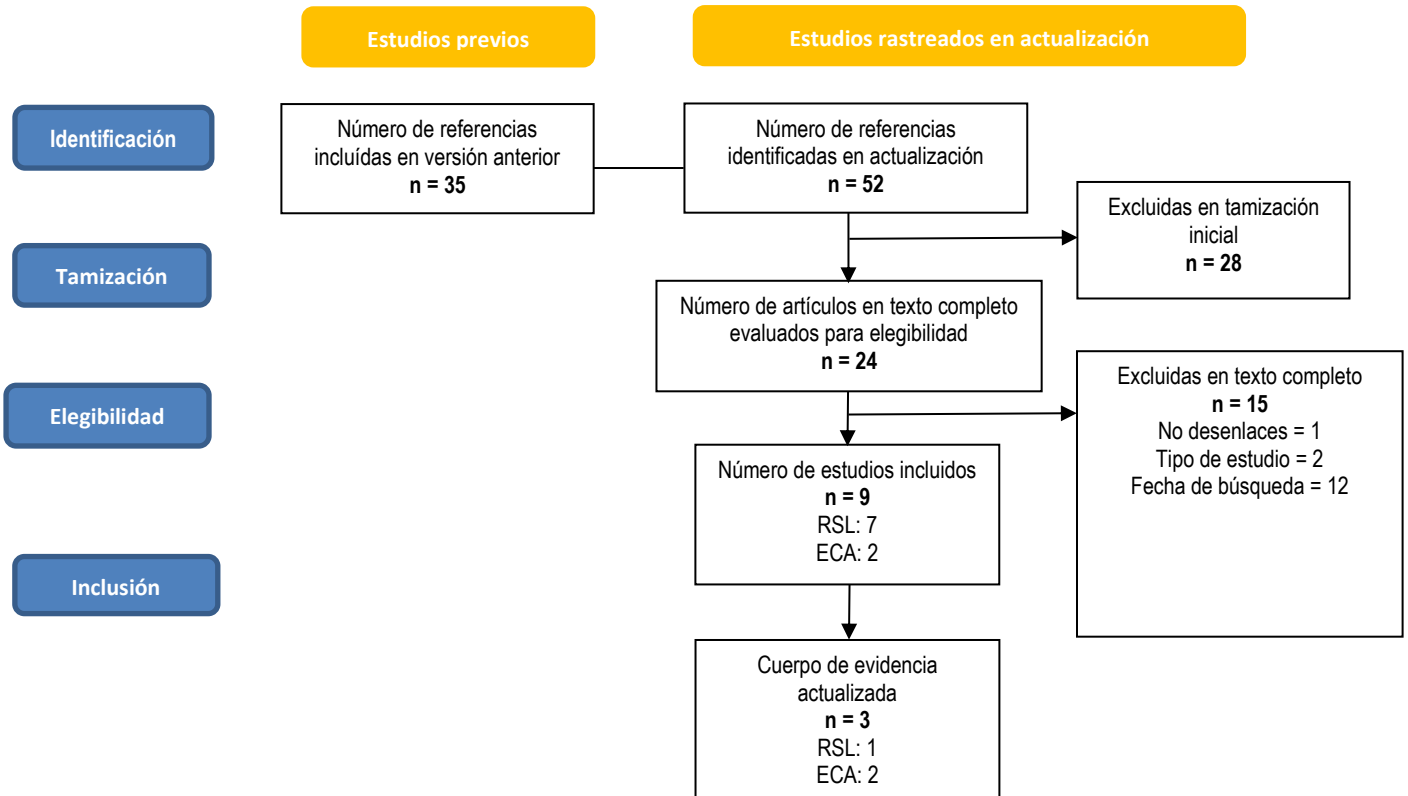 Estudios previos
Estudios rastreados en actualización
Identificación
Número de referencias
incluídas en versión anterior
n = 35
Número de referencias
identificadas en actualización
n = 52
Excluidas en tamización
inicial
n = 28
Tamización
Número de artículos en texto completo
evaluados para elegibilidad
n = 24
Excluidas en texto completo
n = 15
No desenlaces = 1
Tipo de estudio = 2
Fecha de búsqueda = 12
Elegibilidad
Número de estudios incluidos
n = 9
RSL: 7
ECA: 2
Inclusión
Cuerpo de evidencia
actualizada
n = 3
RSL: 1
ECA: 2